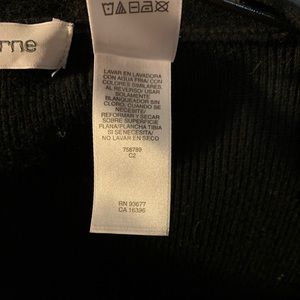 rne
LAVAR EN LAVADORA
CON AGUA FRIA/ CON
COLORES SIMILARES,
AL REVERSO/ USAR
SOLAMENTE
BLANQUEADOR SIN
CLORO, CUANDO SE
NECESITE/
REFORMAR Y SECAR
SOBRE SUPERFICIE
PLANA/PLANCHA TIBIA
SI SE NECESITA/
NO LAVAR EN SECO
758789
C2
RN 93677
CA 16396